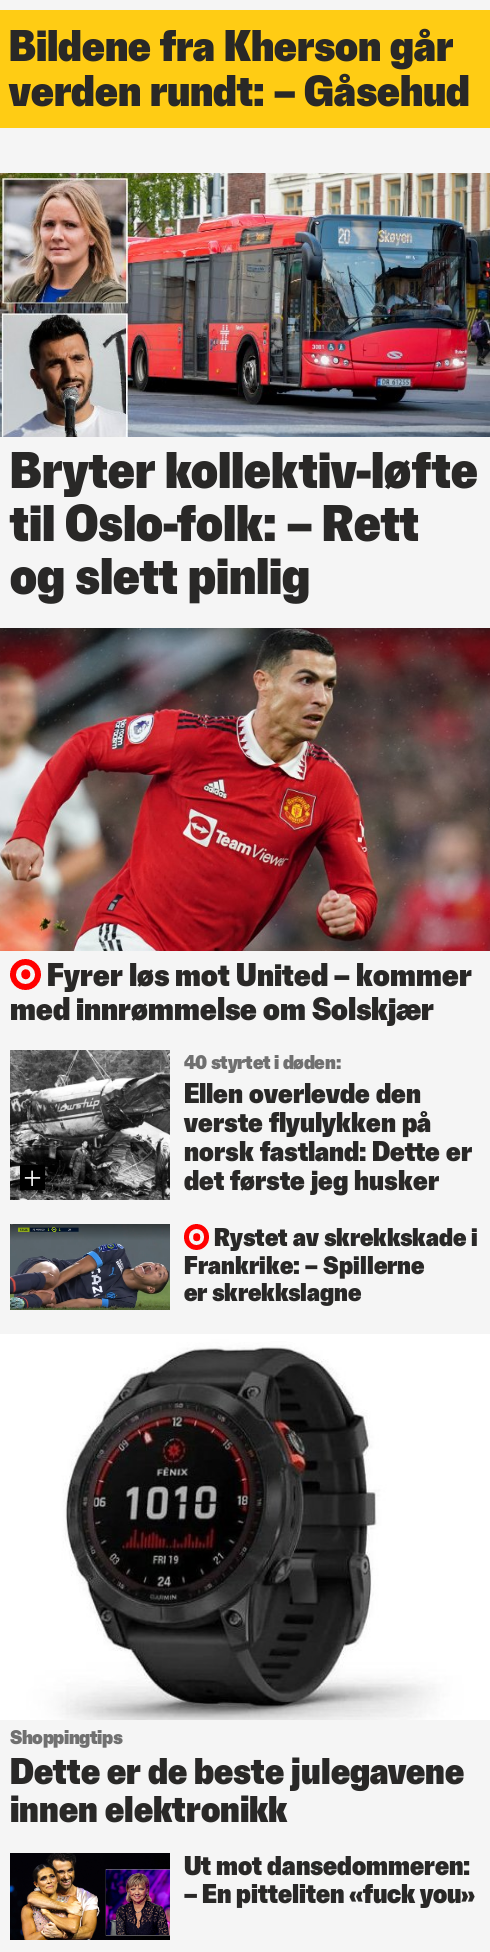 Bildene fra Kherson går
verden rundt: – Gåsehud
20 Skøyen
Bryter kollektiv-løfte
til Oslo-folk: – Rett
og slett pinlig
adidas
TeamViewer
Fyrer løs mot United – kommer
med innrømmelse om Solskjær
40 styrtet i døden:
Ellen overlevde den
verste flyulykken på
norsk fastland: Dette er
det første jeg husker
Rystet av skrekkskade i
Frankrike: – Spillerne
er skrekkslagne
12
09
15
FĒNIX
06
1010
18
FRI 19
03
21
24
GARMIN
Shoppingtips
Dette er de beste julegavene
innen elektronikk
Ut mot dansedommeren:
– En pitteliten «fuck you»